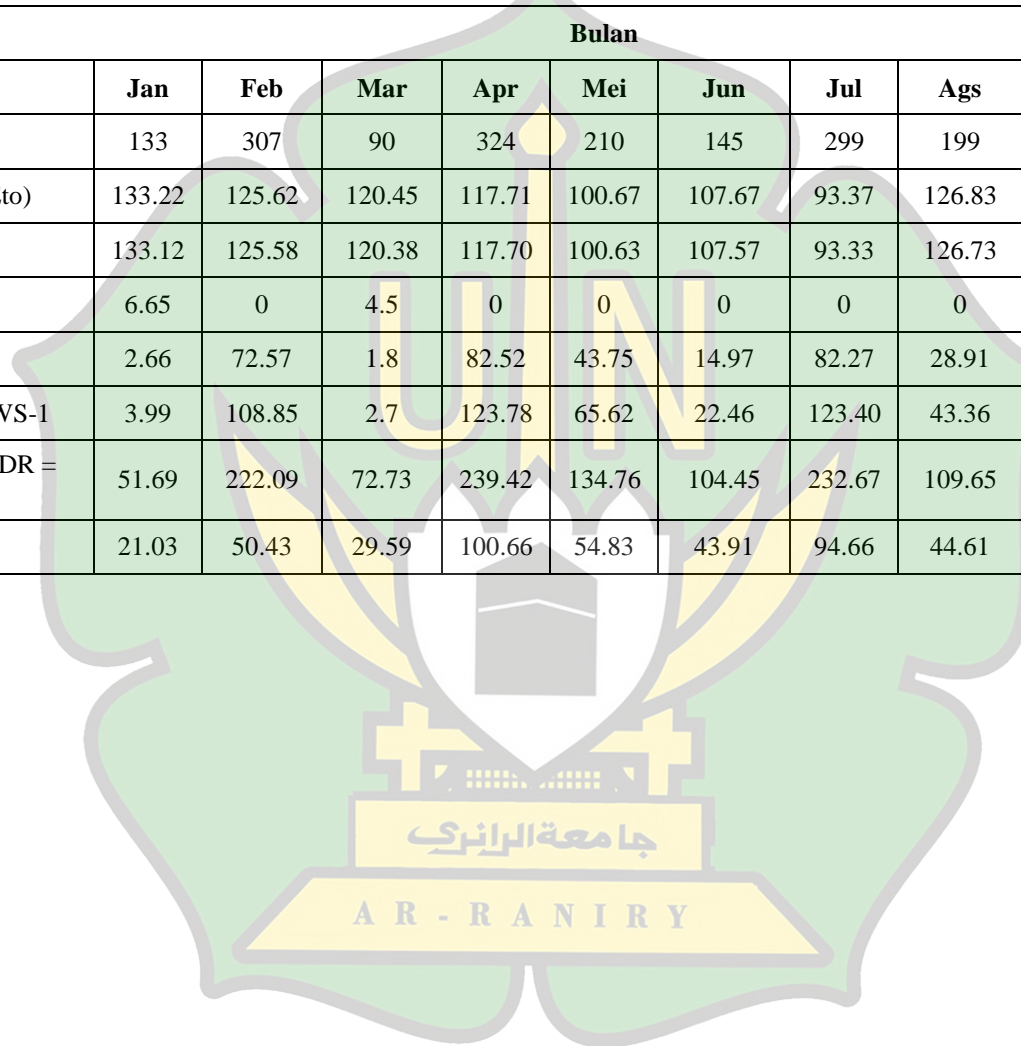 Bulan
Jan Feb Mar Apr Mei Jun Jul Ags
133 307 90 324 210 145 299 199
to) 133.22 125.62 120.45 117.71 100.67 107.67 93.37 126.83
133.12 125.58 120.38 117.70 100.63 107.57 93.33 126.73
6.65 0 4.5 0 0 0 0 0
2.66 72.57 1.8 82.52 43.75 14.97 82.27 28.91
WS-1 3.99 108.85 2.7 123.78 65.62 22.46 123.40 43.36
DR = 51.69 222.09 72.73 239.42 134.76 104.45 232.67 109.65
21.03 50.43 29.59 100.66 54.83 43.91 94.66 44.61
UIN
جامعةالرانري
AR-RANIRY